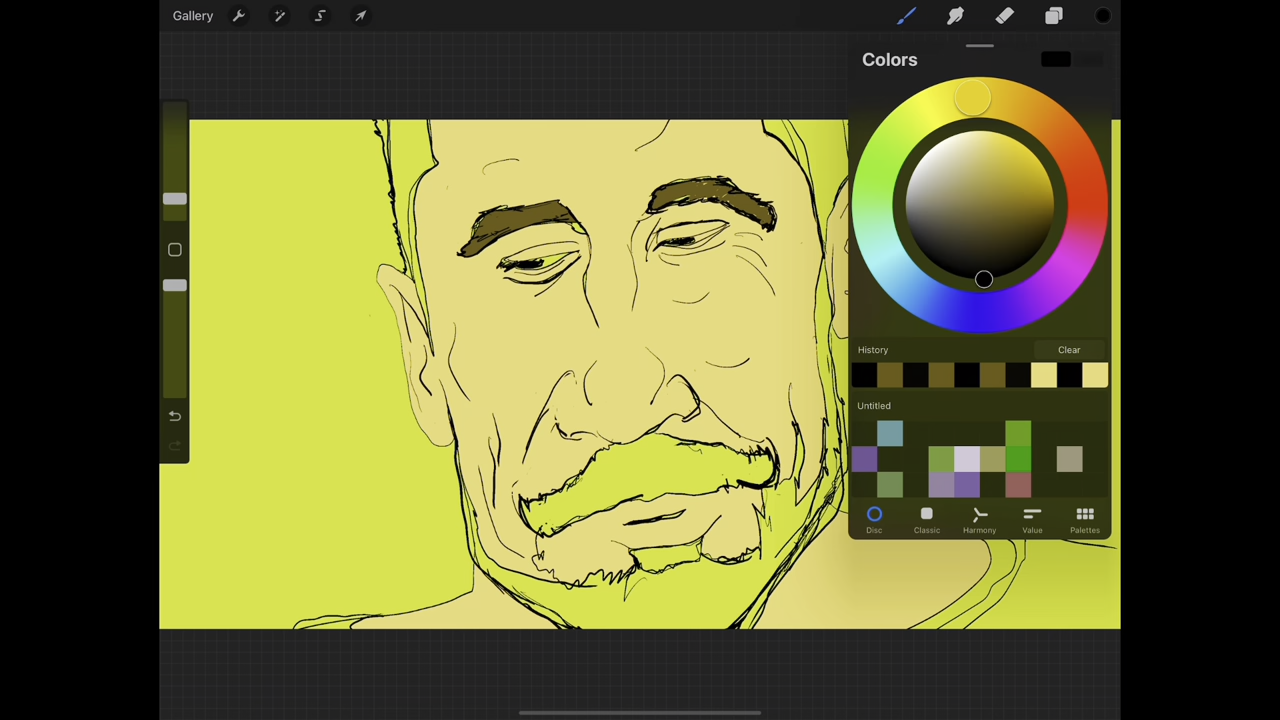 Gallery
Colors
History
Clear
Untitled
Disc
Classic
Harmony
Value
Palettes